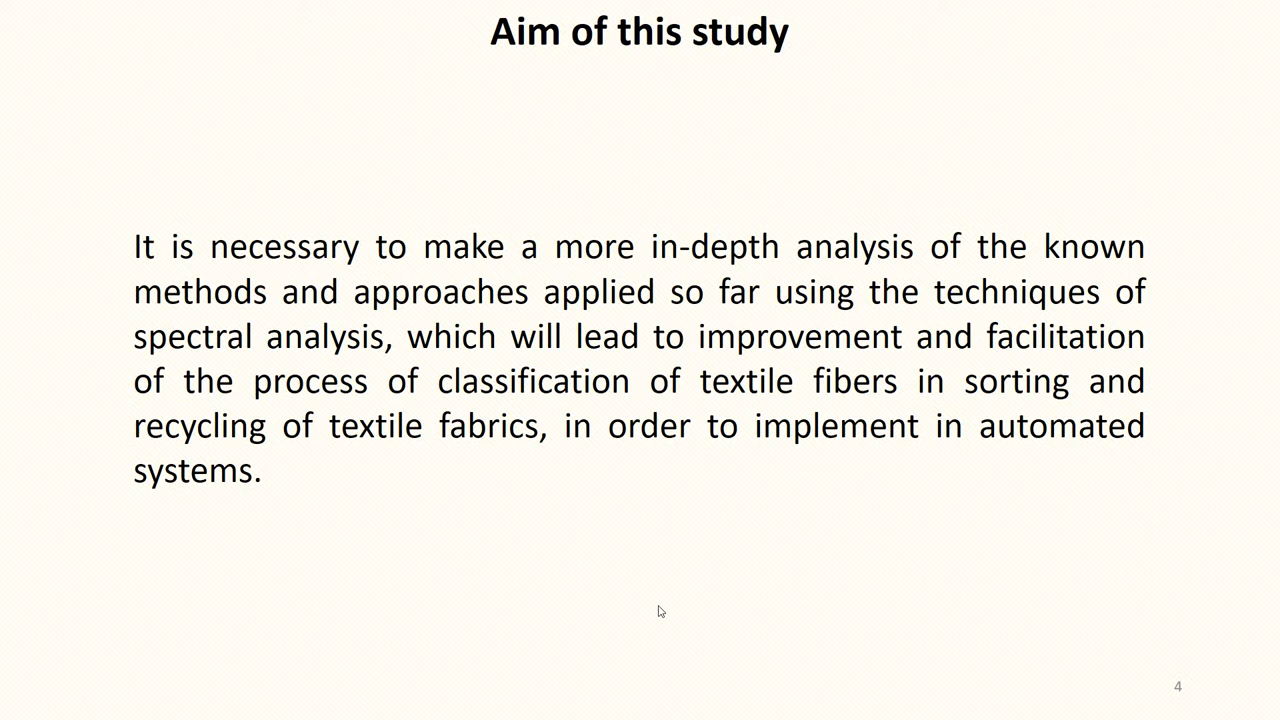 Aim of this study
It is necessary to make a more in-depth analysis of the known
methods and approaches applied so far using the techniques of
spectral analysis, which will lead to improvement and facilitation
of the process of classification of textile fibers in sorting and
recycling of textile fabrics, in order to implement in automated
systems.
4